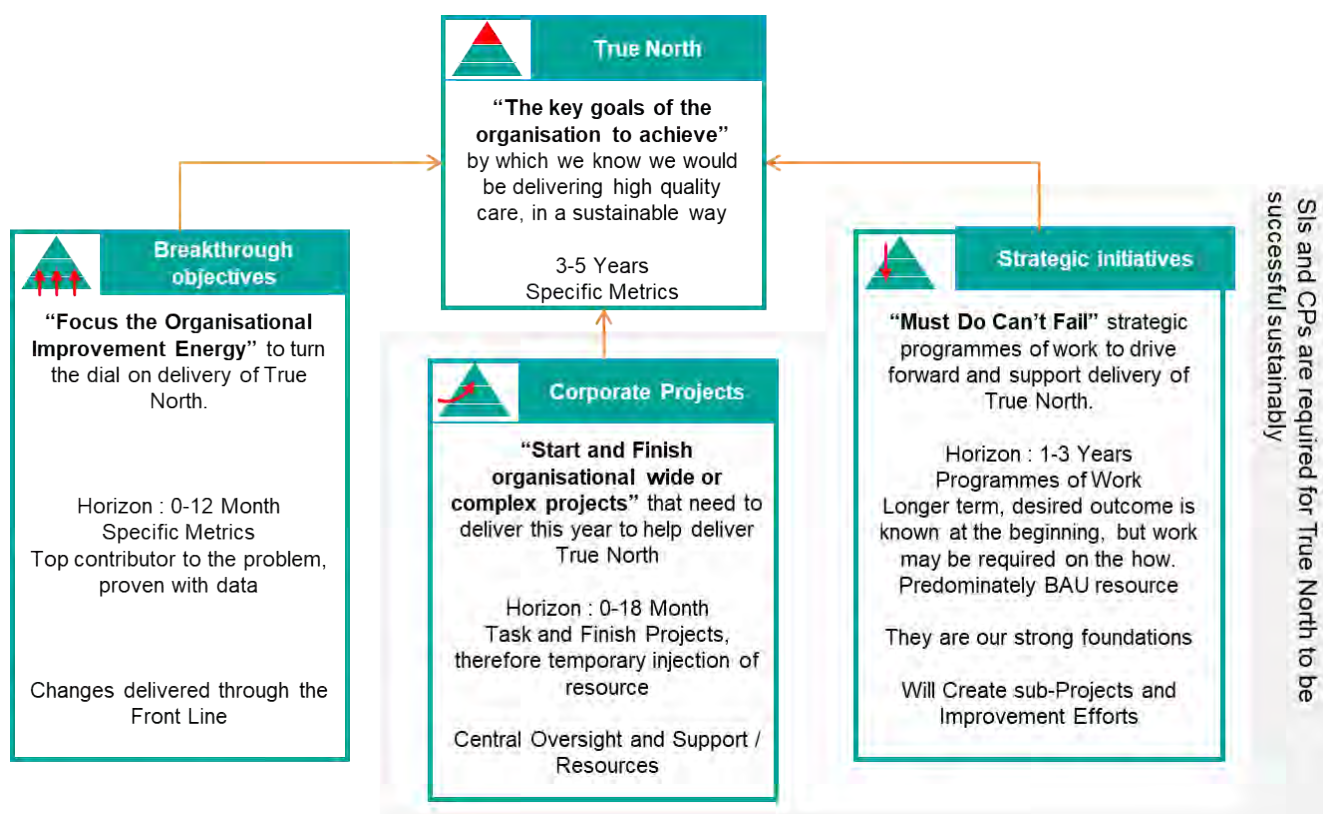 True North
“The key goals of the
organisation to achieve”
by which we know we would
be delivering high quality
care, in a sustainable way
3-5 Years
Specific Metrics
Breakthrough
objectives
“Focus the Organisational
Improvement Energy” to turn
the dial on delivery of True
North.
Horizon : 0-12 Month
Specific Metrics
Top contributor to the problem,
proven with data
Changes delivered through the
Front Line
Corporate Projects
“Start and Finish
organisational wide or
complex projects” that need to
deliver this year to help deliver
True North
Horizon : 0-18 Month
Task and Finish Projects,
therefore temporary injection of
resource
Central Oversight and Support /
Resources
Strategic initiatives
“Must Do Can’t Fail” strategic
programmes of work to drive
forward and support delivery of
True North.
Horizon : 1-3 Years
Programmes of Work
Longer term, desired outcome is
known at the beginning, but work
may be required on the how.
Predominately BAU resource
They are our strong foundations
Will Create sub-Projects and
Improvement Efforts
SIs and CPs are required for True North to be
successful sustainably